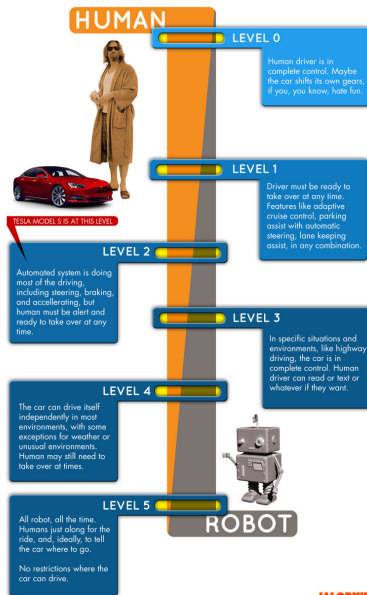 HUMAN
LEVEL 0
Human driver is in
complete control. Maybe
the car shifts its own gears,
if you, you know, hate fun.
LEVEL 1
Driver must be ready to
take over at any time.
Features like adaptive
cruise control, parking
assist with automatic
steering, lane keeping
assist, in any combination.
TESLA MODEL S IS AT THIS LEVEL
LEVEL 2
Automated system is doing
most of the driving,
including steering, braking,
and accellerating, but
human must be alert and
ready to take over at any
time.
LEVEL 3
In specific situations and
environments, like highway
driving, the car is in
complete control. Human
driver can read or text or
whatever if they want.
LEVEL 4
The car can drive itself
independently in most
environments, with some
exceptions for weather or
unusual environments.
Human may still need to
take over at times.
LEVEL 5
All robot, all the time.
Humans just along for the
ride, and, ideally, to tell
the car where to go.
No restrictions where the
car can drive.
ROBOT